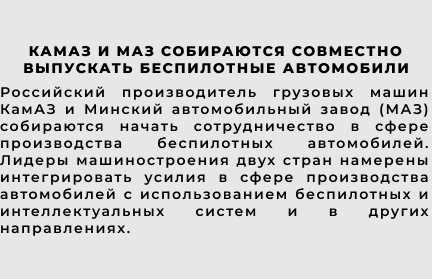 КАМАЗ И МАЗ СОБИРАЮТСЯ СОВМЕСТНО
ВЫПУСКАТЬ БЕСПИЛОТНЫЕ АВТОМОБИЛИ
Российский производитель грузовых машин
КамАЗ и Минский автомобильный завод (МАЗ)
собираются начать сотрудничество в сфере
производства беспилотных автомобилей.
Лидеры машиностроения двух стран намерены
интегрировать усилия в сфере производства
автомобилей с использованием беспилотных и
интеллектуальных систем и в других
направлениях.